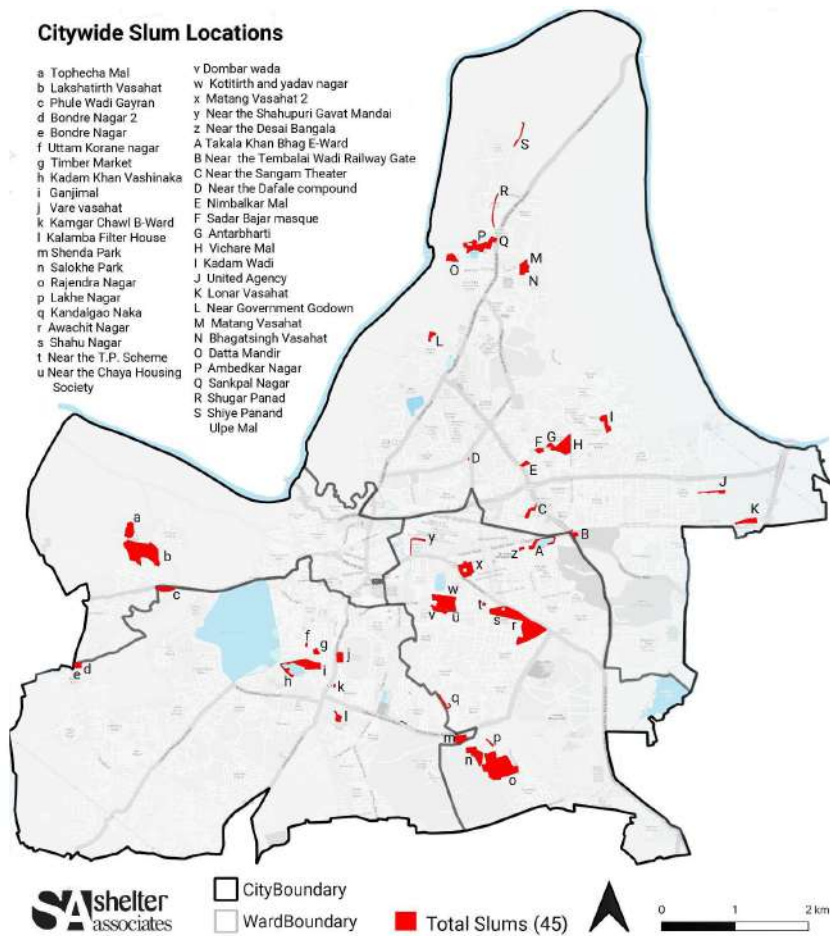 Citywide Slum Locations
a Tophecha Mal
b Lakshatirth Vasahat
c Phule Wadi Gayran
d Bondre Nagar 2
e Bondre Nagar
f Uttam Korane nagar
g Timber Market
h Kadam Khan Vashinaka
i Ganjimal
j Vare vasahat
k Kamgar Chawl B-Ward
l Kalamba Filter House
m Shenda Park
n Salokhe Park
o Rajendra Nagar
p Lakhe Nagar
q Kandalgao Naka
r Awachit Nagar
s Shahu Nagar
t Near the T.P. Scheme
u Near the Chaya Housing
Society
v Dombar wada
w Kotitirth and yadav nagar
x Matang Vasahat 2
y Near the Shahupuri Gavat Mandai
z Near the Desai Bangala
A Takala Khan Bhag E-Ward
B Near the Tembalai Wadi Railway Gate
C Near the Sangam Theater
D Near the Dafale compound
E Nimbalkar Mal
F Sadar Bajar masque
G Antarbharti
H Vichare Mal
I Kadam Wadi
J United Agency
K Lonar Vasahat
L Near Government Godown
M Matang Vasahat
N Bhagatsingh Vasahat
O Datta Mandir
P Ambedkar Nagar
Q Sankpal Nagar
R Shugar Panad
S Shiye Panand
Ulpe Mal
S
R
P
Q
O
M
N
L
I
G
F
H
D
E
J
C
K
a
b
y
z
A
B
x
c
w
v
u
t
s
r
f
g
j
d
e
h
i
k
q
l
m
p
n
o
SA shelter
associates
CityBoundary
WardBoundary
Total Slums (45)
0 1 2 km